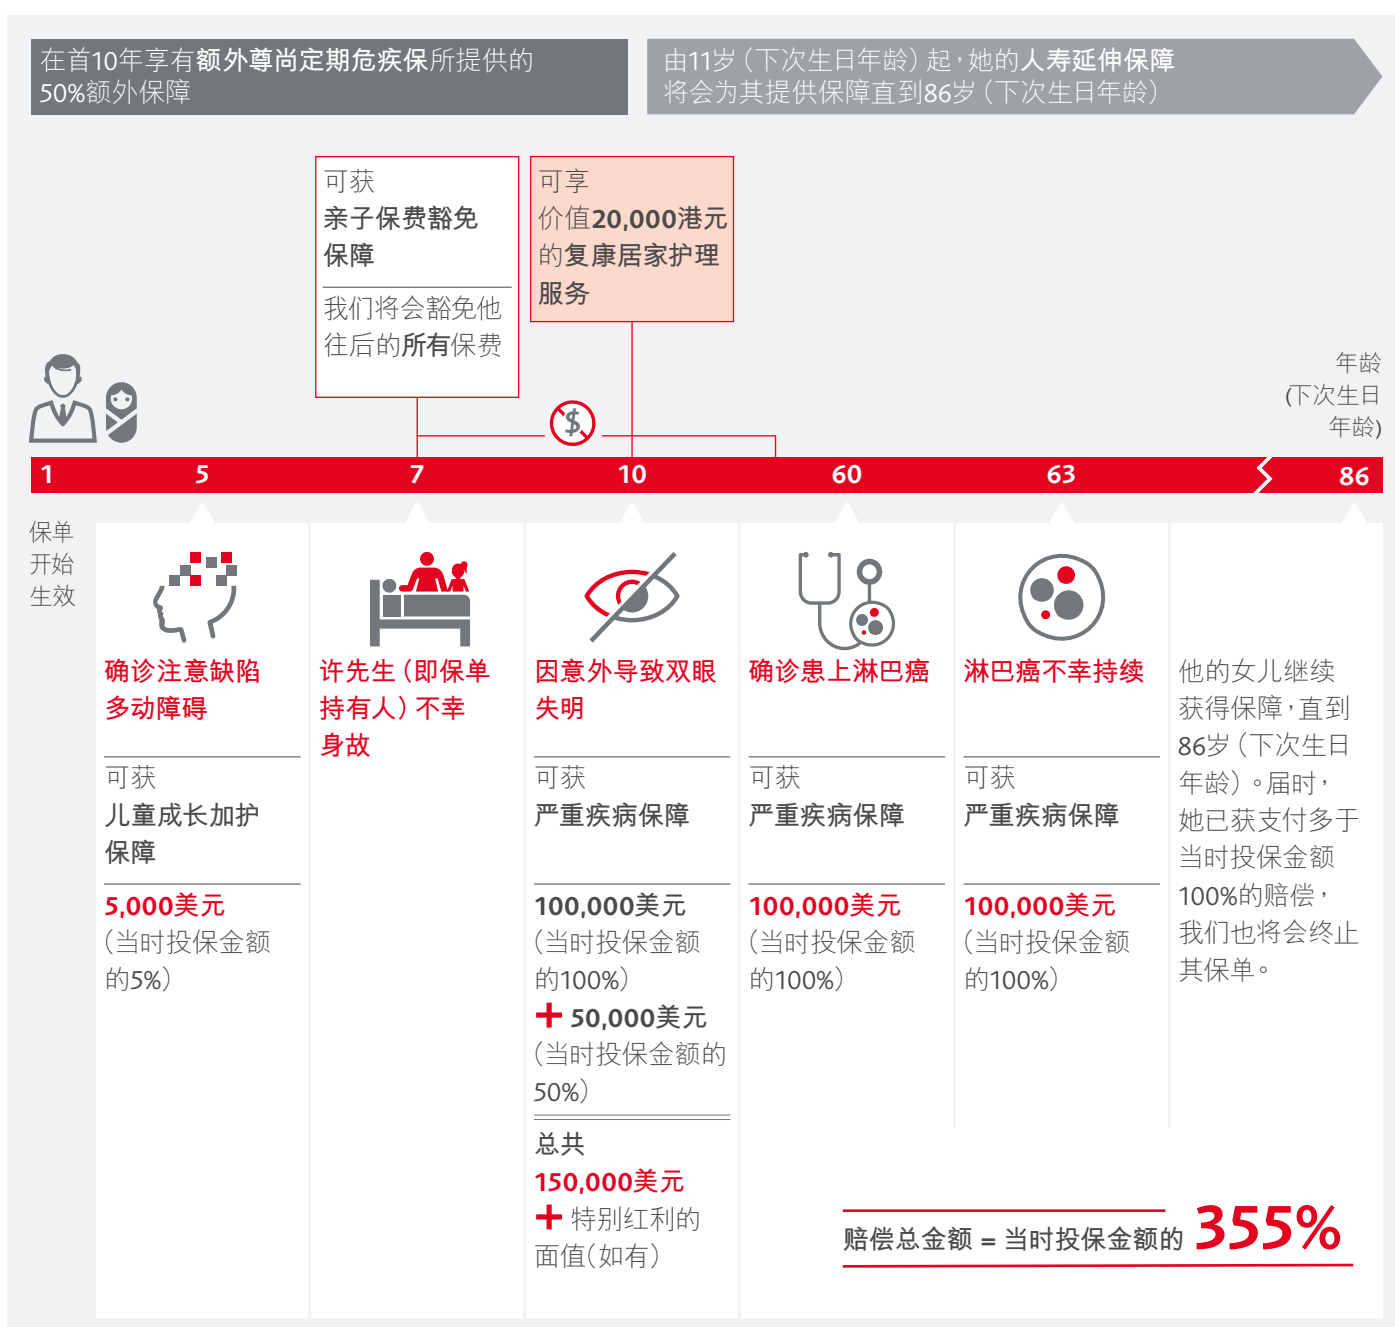 在首10年享有额外尊尚定期危疾保所提供的
50%额外保障
由11岁（下次生日年龄）起，她的人寿延伸保障
将会为其提供保障直到86岁（下次生日年龄）
可获
亲子保费豁免
保障
我们将会豁免他
往后的所有保费
可享
价值20,000港元
的复康居家护理
服务
年龄
(下次生日
年龄)
$
1 5 7 10 60 63 86
保单
开始
生效
确诊注意缺陷
多动障碍
可获
儿童成长加护
保障
5,000美元
（当时投保金额
的5%）
许先生（即保单
持有人）不幸
身故
因意外导致双眼
失明
可获
严重疾病保障
100,000美元
（当时投保金额
的100%）
+ 50,000美元
（当时投保金额的
50%）
总共
150,000美元
+ 特别红利的
面值（如有）
确诊患上淋巴癌
可获
严重疾病保障
100,000美元
（当时投保金额
的100%）
淋巴癌不幸持续
可获
严重疾病保障
100,000美元
（当时投保金额
的100%）
他的女儿继续
获得保障，直到
86岁（下次生日
年龄）。届时，
她已获支付多于
当时投保金额
100%的赔偿，
我们也将会终止
其保单。
赔偿总金额 = 当时投保金额的 355%